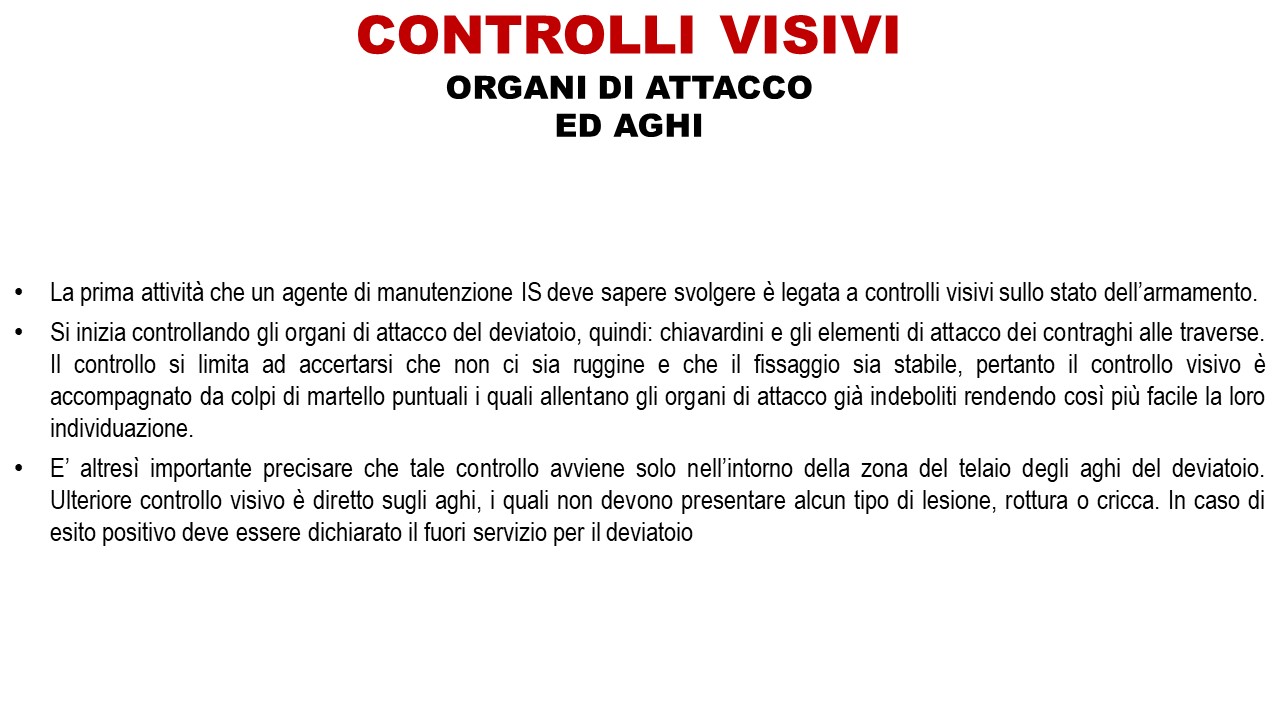 CONTROLLI VISIVI
ORGANI DI ATTACCO
ED AGHI
• La prima attività che un agente di manutenzione IS deve sapere svolgere è legata a controlli visivi sullo stato dell’armamento.
• Si inizia controllando gli organi di attacco del deviatoio, quindi: chiavardini e gli elementi di attacco dei contraghi alle traverse.
Il controllo si limita ad accertarsi che non ci sia ruggine e che il fissaggio sia stabile, pertanto il controllo visivo è
accompagnato da colpi di martello puntuali i quali allentano gli organi di attacco già indeboliti rendendo così più facile la loro
individuazione.
• E’ altresì importante precisare che tale controllo avviene solo nell’intorno della zona del telaio degli aghi del deviatoio.
Ulteriore controllo visivo è diretto sugli aghi, i quali non devono presentare alcun tipo di lesione, rottura o cricca. In caso di
esito positivo deve essere dichiarato il fuori servizio per il deviatoio